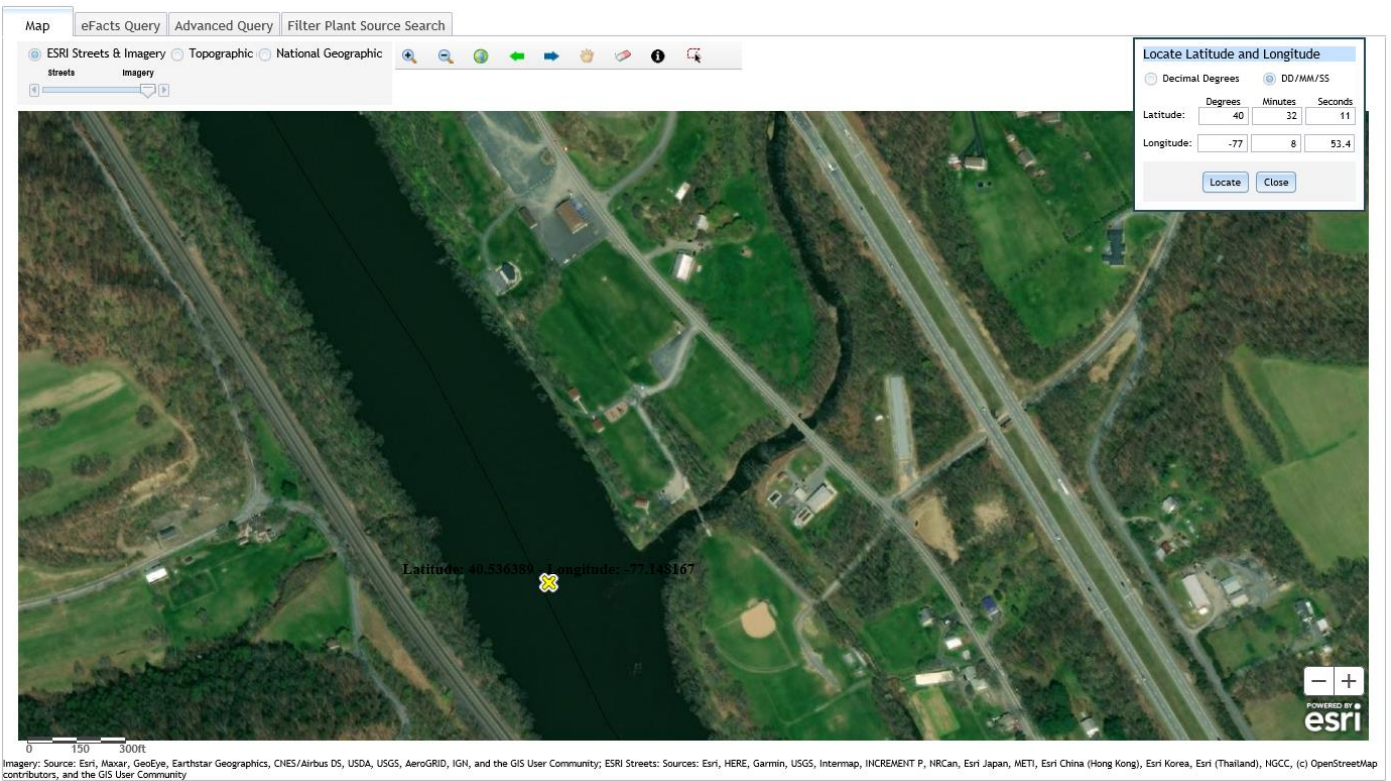 Map eFacts Query Advanced Query Filter Plant Source Search
ESRI Streets & Imagery Topographic National Geographic
Streets Imagery
Locate Latitude and Longitude
Decimal Degrees DD/MM/SS
Degrees Minutes Seconds
Latitude: 40 32 11
Longitude: -77 8 53.4
Locate Close
Latitude: 40.536389 - Longitude: -77.148167
POWERED BY
esri
0 150 300ft
Imagery: Source: Esri, Maxar, GeoEye, Earthstar Geographics, CNES/Airbus DS, USDA, USGS, AeroGRID, IGN, and the GIS User Community; ESRI Streets: Sources: Esri, HERE, Garmin, USGS, Intermap, INCREMENT P, NRCan, Esri Japan, METI, Esri China (Hong Kong), Esri Korea, Esri (Thailand), NGCC, (c) OpenStreetMap
contributors, and the GIS User Community